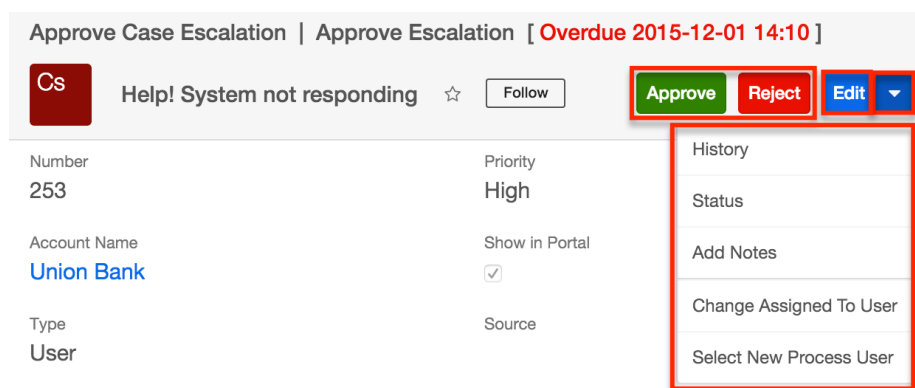 Approve Case Escalation | Approve Escalation [ Overdue 2015-12-01 14:10 ]
Cs
Help! System not responding
Follow
Approve
Reject
Edit
Number
253
Priority
High
History
Status
Add Notes
Change Assigned To User
Select New Process User
Account Name
Union Bank
Show in Portal
Type
User
Source